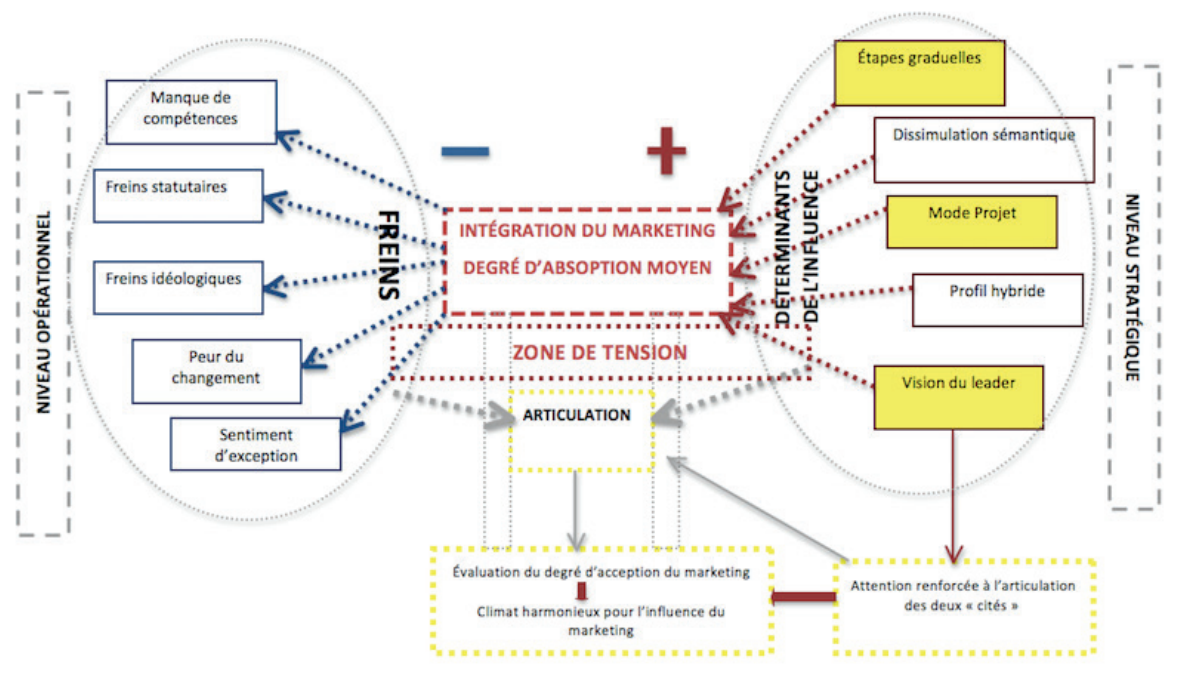 NIVEAU OPÉRATIONNEL
Manque de
compétences
Freins statutaires
Freins idéologiques
Peur du
changement
Sentiment
d’exception
FREINS
INTÉGRATION DU MARKETING
DEGRÉ D’ABSOPTION MOYEN
ZONE DE TENSION
ARTICULATION
Évaluation du degré d’acception du marketing
Climat harmonieux pour l’influence du
marketing
DÉTERMINANTS
DE L’INFLUENCE
Étapes graduelles
Dissimulation sémantique
Mode Projet
Profil hybride
Vision du leader
Attention renforcée à l’articulation
des deux « cités »
NIVEAU STRATÉGIQUE